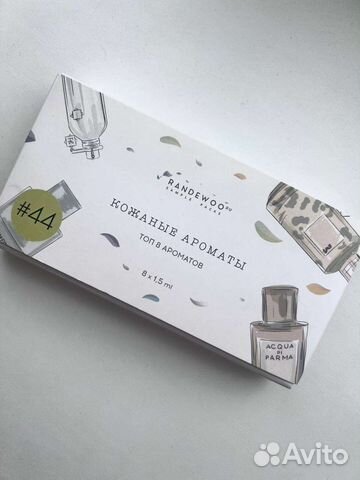 RANDEWOO.RU
SAMPLE PACKS
#44
КОЖАНЫЕ АРОМАТЫ
ТОП 8 АРОМАТОВ
8 x 1,5 ml
ACQUA
DI
PARMA
Avito